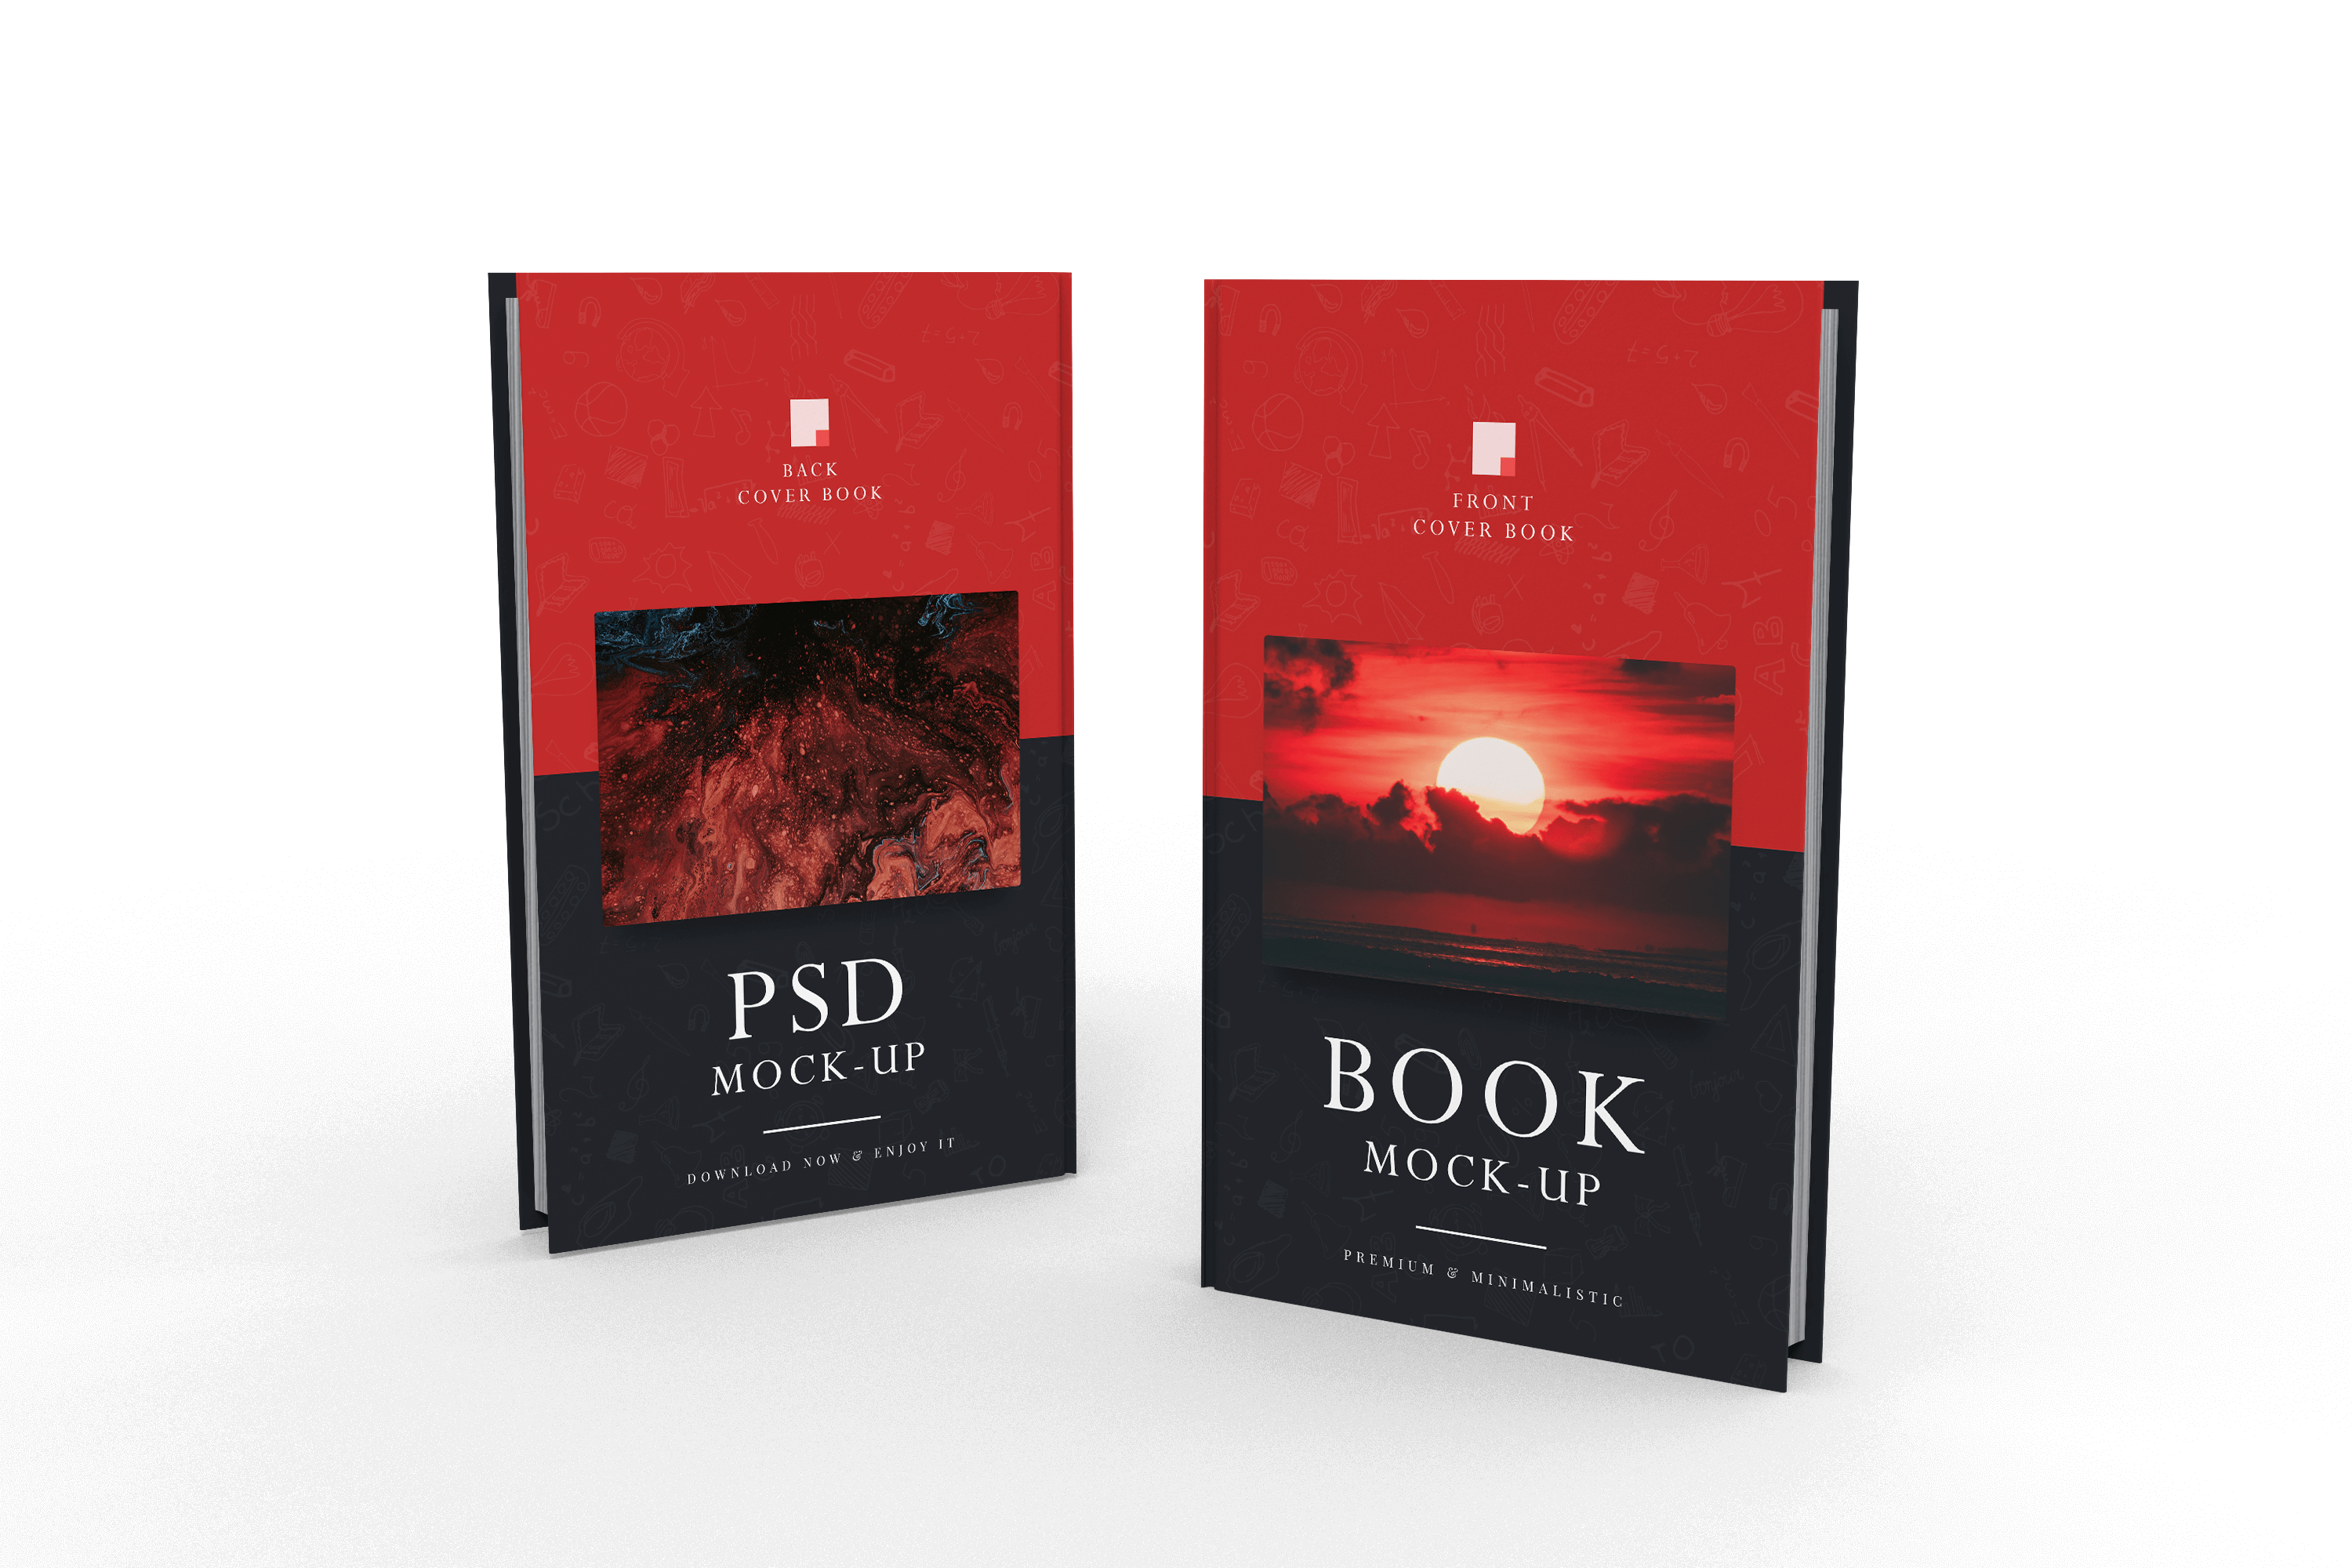 BACK
COVER BOOK
PSD
MOCK-UP
DOWNLOAD NOW & ENJOY IT
FRONT
COVER BOOK
BOOK
MOCK-UP
PREMIUM & MINIMALISTIC